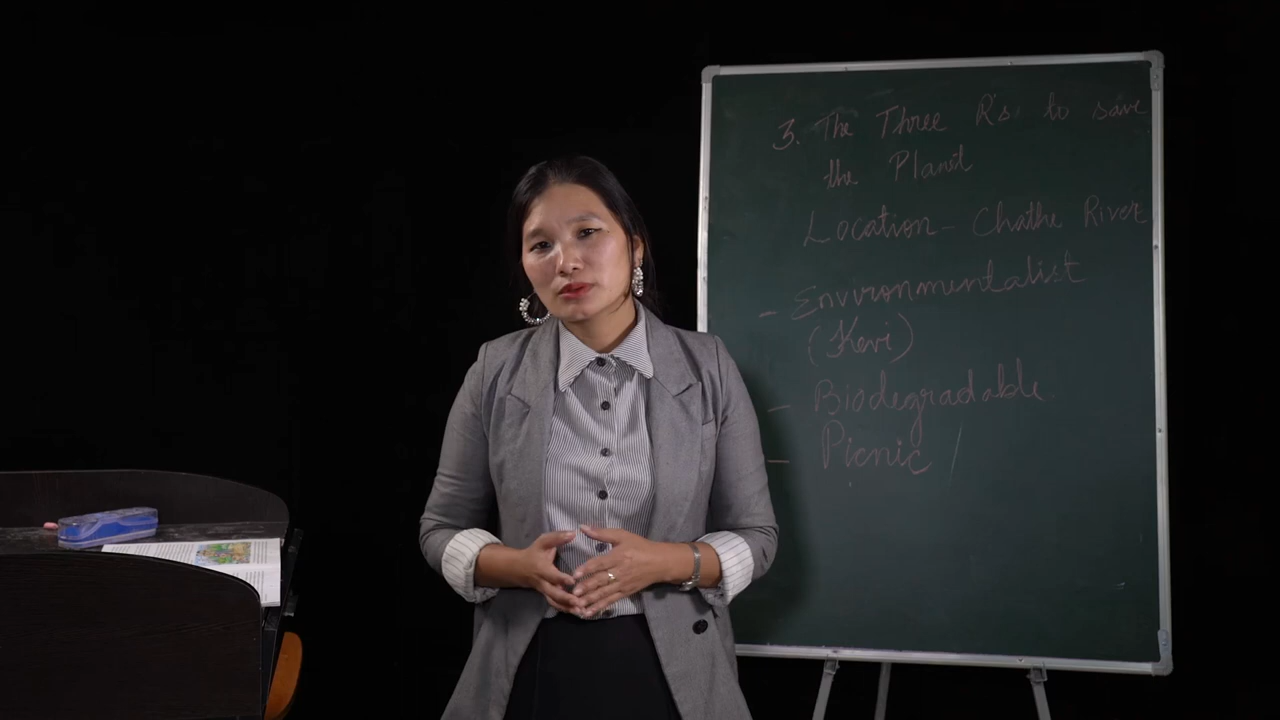 3. The Three R's to save
the Planet
Location - Chathe River
- Environmentalist
(Kevi)
- Biodegradable
- Picnic /